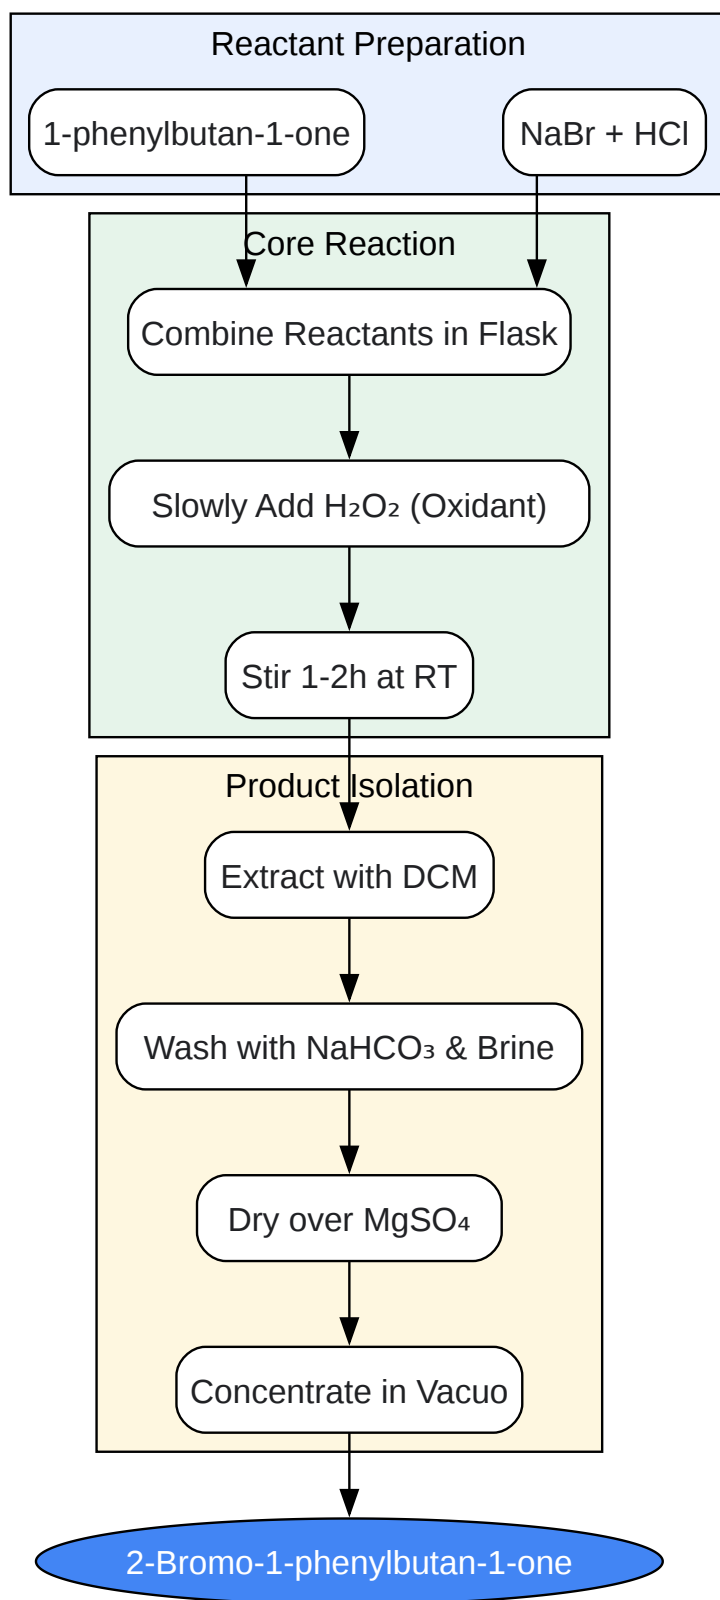 Reactant Preparation
1-phenylbutan-1-one
NaBr + HCl
Core Reaction
Combine Reactants in Flask
Slowly Add H₂O₂ (Oxidant)
Stir 1-2h at RT
Product Isolation
Extract with DCM
Wash with NaHCO₃ & Brine
Dry over MgSO₄
Concentrate in Vacuo
2-Bromo-1-phenylbutan-1-one